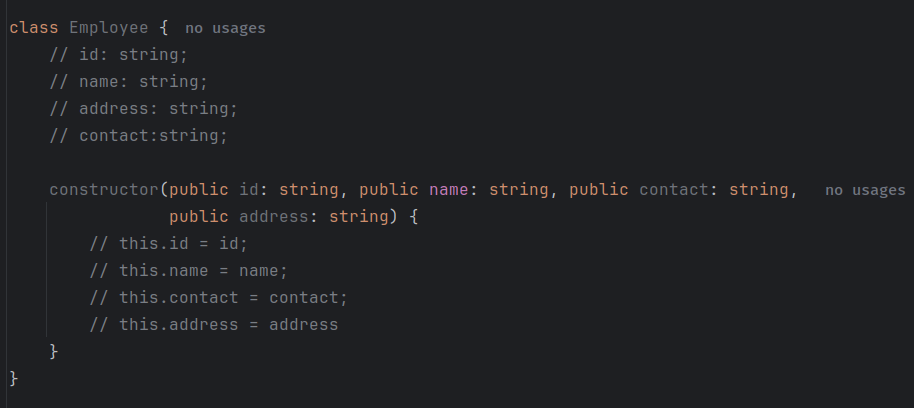 class Employee { no usages
// id: string;
// name: string;
// address: string;
// contact:string;
constructor(public id: string, public name: string, public contact: string, no usages
public address: string) {
// this.id = id;
// this.name = name;
// this.contact = contact;
// this.address = address
}
}